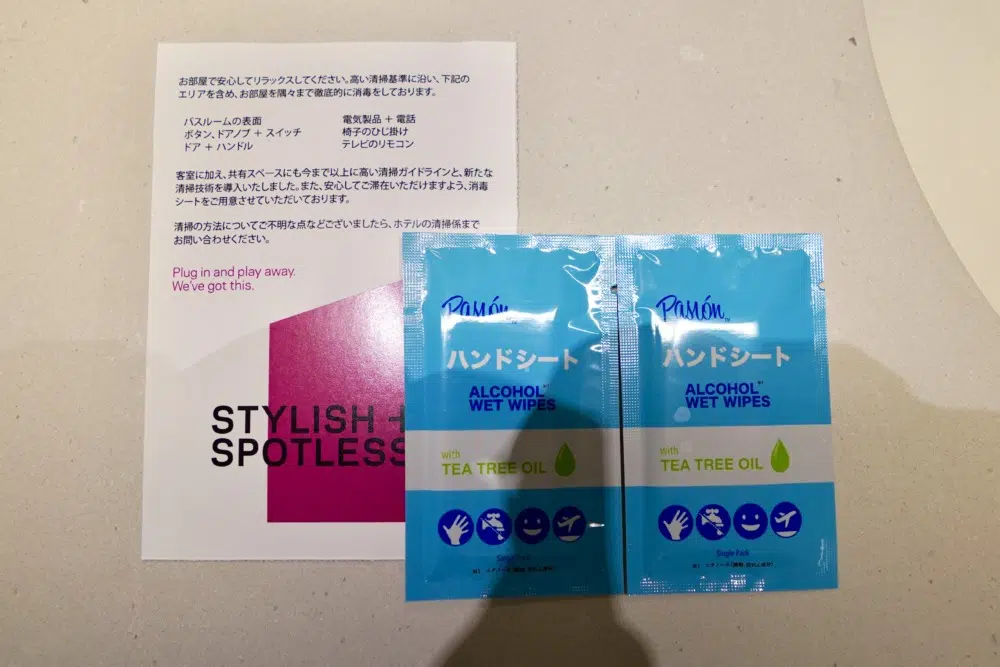 お部屋で安心してリラックスしてください。高い清掃基準に沿い、下記の
エリアを含め、お部屋を隅々まで徹底的に消毒をしております。
バスルームの表面
ボタン、ドアノブ + スイッチ
ドア + ハンドル
電気製品 + 電話
椅子のひじ掛け
テレビのリモコン
客室に加え、共有スペースにも今まで以上に高い清掃ガイドラインと、新たな
清掃技術を導入いたしました。また、安心してご滞在いただけますよう、消毒
シートをご用意させていただいております。
清掃の方法についてご不明な点などございましたら、ホテルの清掃係まで
お問い合わせください。
Plug in and play away.
We've got this.
STYLISH +
SPOTLESS
Pasión
ハンドシート
ALCOHOL※1
WET WIPES
with
TEA TREE OIL
Single Pack
Pasión
ハンドシート
ALCOHOL※1
WET WIPES
with
TEA TREE OIL
Single Pack